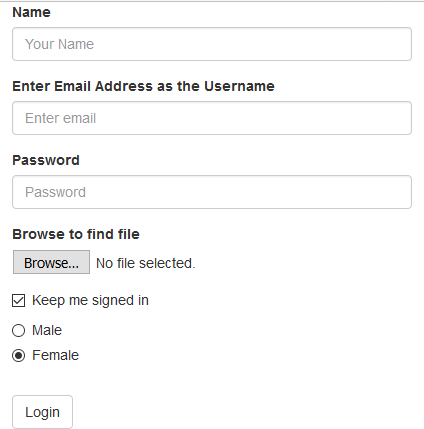 Name
Your Name
Enter Email Address as the Username
Enter email
Password
Password
Browse to find file
Browse... No file selected.
Keep me signed in
Male
Female
Login